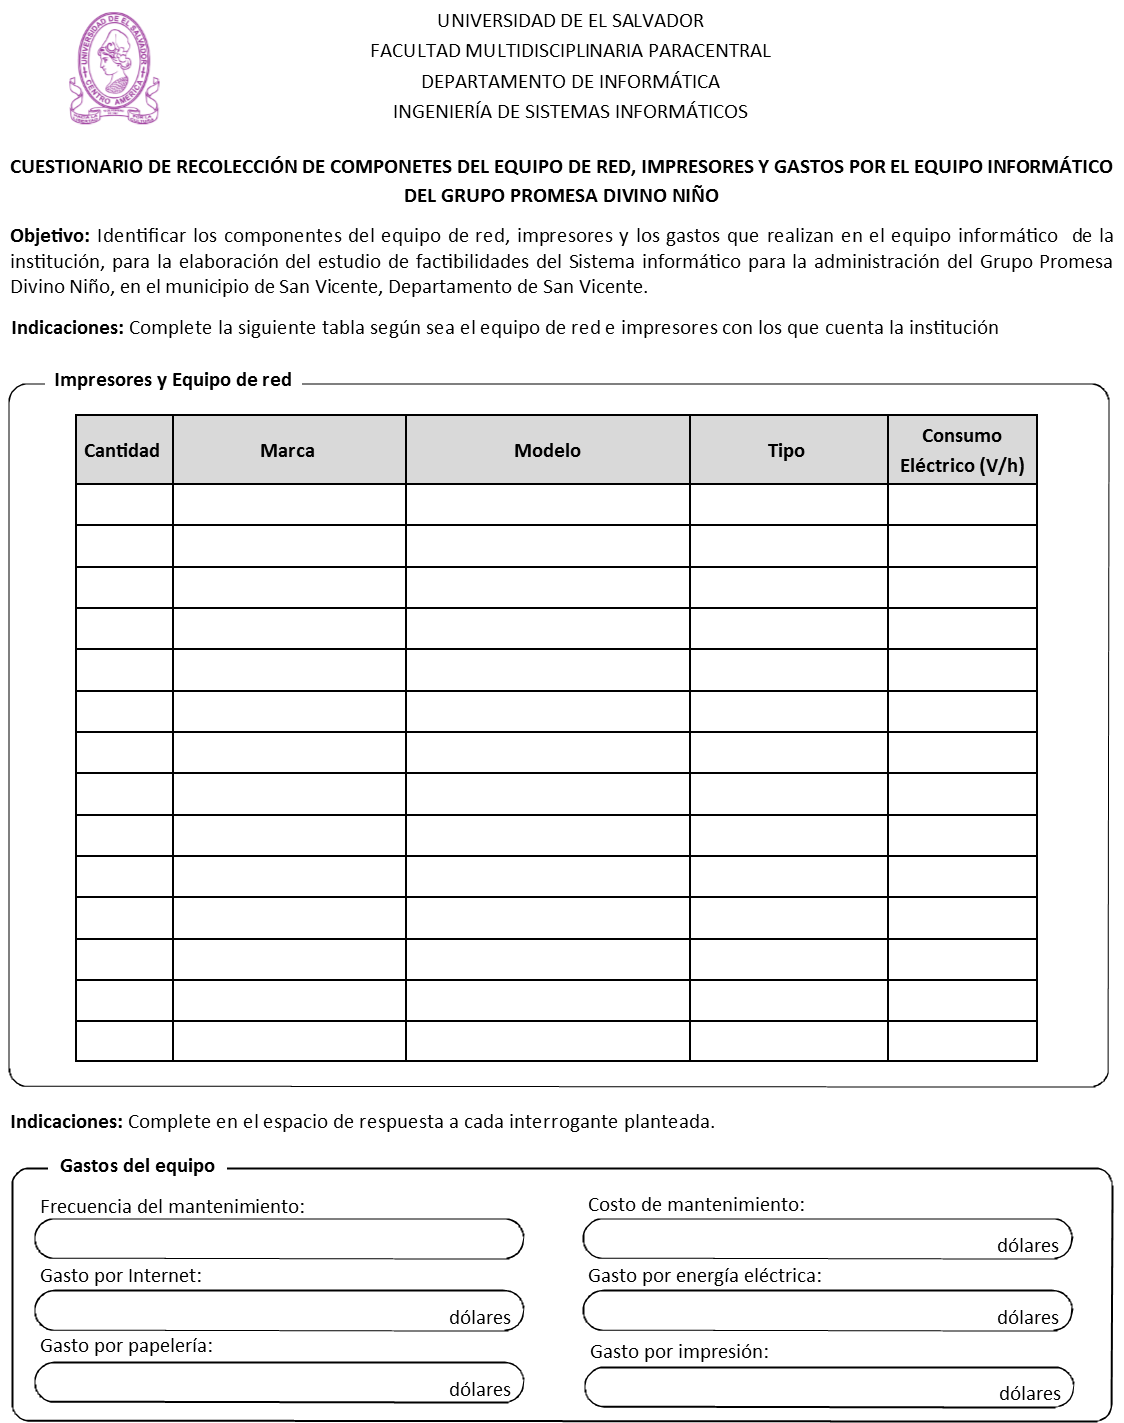 UNIVERSIDAD DE EL SALVADOR
FACULTAD MULTIDISCIPLINARIA PARACENTRAL
DEPARTAMENTO DE INFORMÁTICA
INGENIERÍA DE SISTEMAS INFORMÁTICOS
UNIVERSIDAD DE EL SALVADOR
CENTRO AMERICA
CUESTIONARIO DE RECOLECCIÓN DE COMPONETES DEL EQUIPO DE RED, IMPRESORES Y GASTOS POR EL EQUIPO INFORMÁTICO
DEL GRUPO PROMESA DIVINO NIÑO
Objetivo: Identificar los componentes del equipo de red, impresores y los gastos que realizan en el equipo informático de la
institución, para la elaboración del estudio de factibilidades del Sistema informático para la administración del Grupo Promesa
Divino Niño, en el municipio de San Vicente, Departamento de San Vicente.
Indicaciones: Complete la siguiente tabla según sea el equipo de red e impresores con los que cuenta la institución
Impresores y Equipo de red
Cantidad Marca Modelo Tipo Consumo
Eléctrico (V/h)
Indicaciones: Complete en el espacio de respuesta a cada interrogante planteada.
Gastos del equipo
Frecuencia del mantenimiento: Costo de mantenimiento:
dólares
Gasto por Internet: Gasto por energía eléctrica:
dólares dólares
Gasto por papelería: Gasto por impresión:
dólares dólares